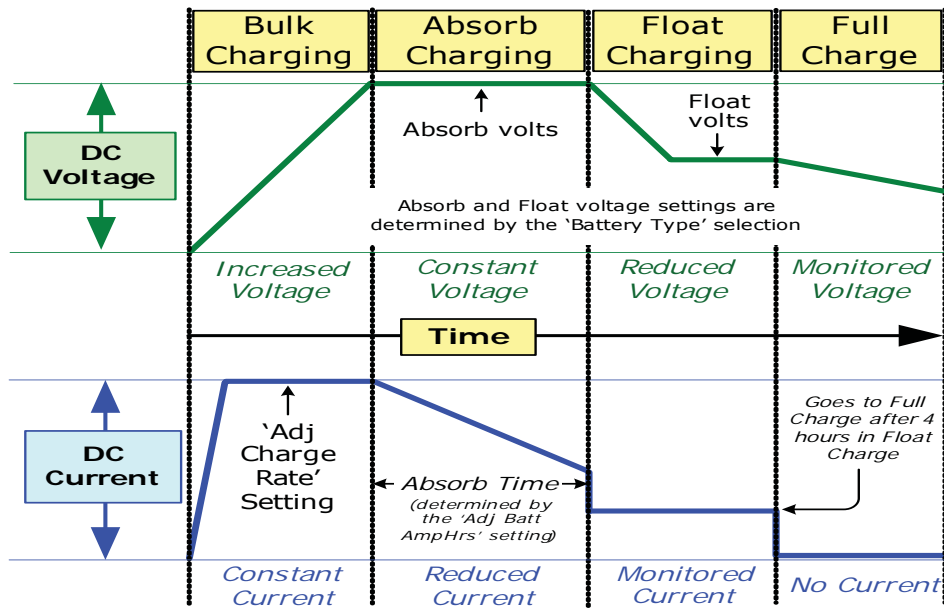 Bulk
Charging
Absorb
Charging
Float
Charging
Full
Charge
DC
Voltage
Absorb volts
Float
volts
Absorb and Float voltage settings are
determined by the ‘Battery Type’ selection
Increased
Voltage
Constant
Voltage
Reduced
Voltage
Monitored
Voltage
Time
DC
Current
‘Adj
Charge
Rate’
Setting
Absorb Time
(determined by
the ‘Adj Batt
AmpHrs’ setting)
Goes to Full
Charge after 4
hours in Float
Charge
Constant
Current
Reduced
Current
Monitored
Current
No Current